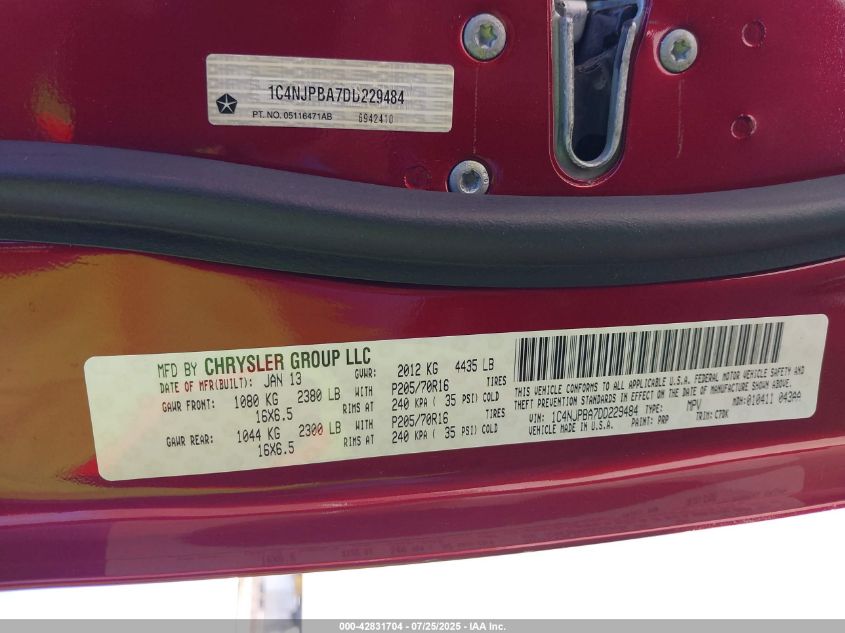 1C4NJPBA7DD229484
PT. NO. 05116471AB 6942410
MFD BY CHRYSLER GROUP LLC
DATE OF MFR(BUILT): JAN 13 GVWR: 2012 KG 4435 LB
GAWR FRONT: 1080 KG 2380 LB WITH P205/70R16 TIRES
16X6.5 RIMS AT 240 KPA ( 35 PSI) COLD
GAWR REAR: 1044 KG 2300 LB WITH P205/70R16 TIRES
16X6.5 RIMS AT 240 KPA ( 35 PSI) COLD
THIS VEHICLE CONFORMS TO ALL APPLICABLE U.S.A. FEDERAL MOTOR VEHICLE SAFETY AND
THEFT PREVENTION STANDARDS IN EFFECT ON THE DATE OF MANUFACTURE SHOWN ABOVE.
VIN: 1C4NJPBA7DD229484 TYPE: MPV MDH:010411 043AA
VEHICLE MADE IN U.S.A. PAINT: PRP TRIM: C7DK
000-42831704 - 07/25/2025 - IAA Inc.